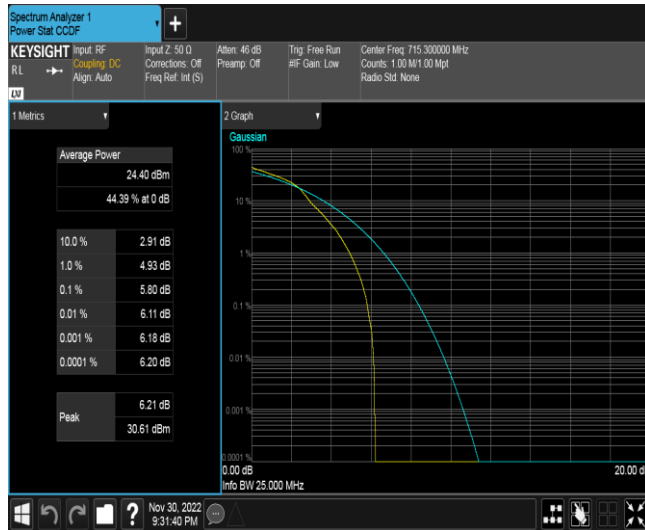 Spectrum Analyzer 1
Power Stat CCDF
+
KEYSIGHT
RL
Input: RF
Coupling: DC
Align: Auto
Input Z: 50 Ω
Corrections: Off
Freq Ref: Int (S)
Atten: 46 dB
Preamp: Off
Trig: Free Run
#IF Gain: Low
Center Freq: 715.300000 MHz
Counts: 1.00 M/1.00 Mpt
Radio Std: None
LXI
1 Metrics
Average Power
24.40 dBm
44.39 % at 0 dB
10.0 % 2.91 dB
1.0 % 4.93 dB
0.1 % 5.80 dB
0.01 % 6.11 dB
0.001 % 6.18 dB
0.0001 % 6.20 dB
Peak
6.21 dB
30.61 dBm
2 Graph
Gaussian
100 %
10 %
1 %
0.1 %
0.01 %
0.001 %
0.0001 %
0.00 dB
20.00 d
Info BW 25.000 MHz
?
Nov 30, 2022
9:31:40 PM